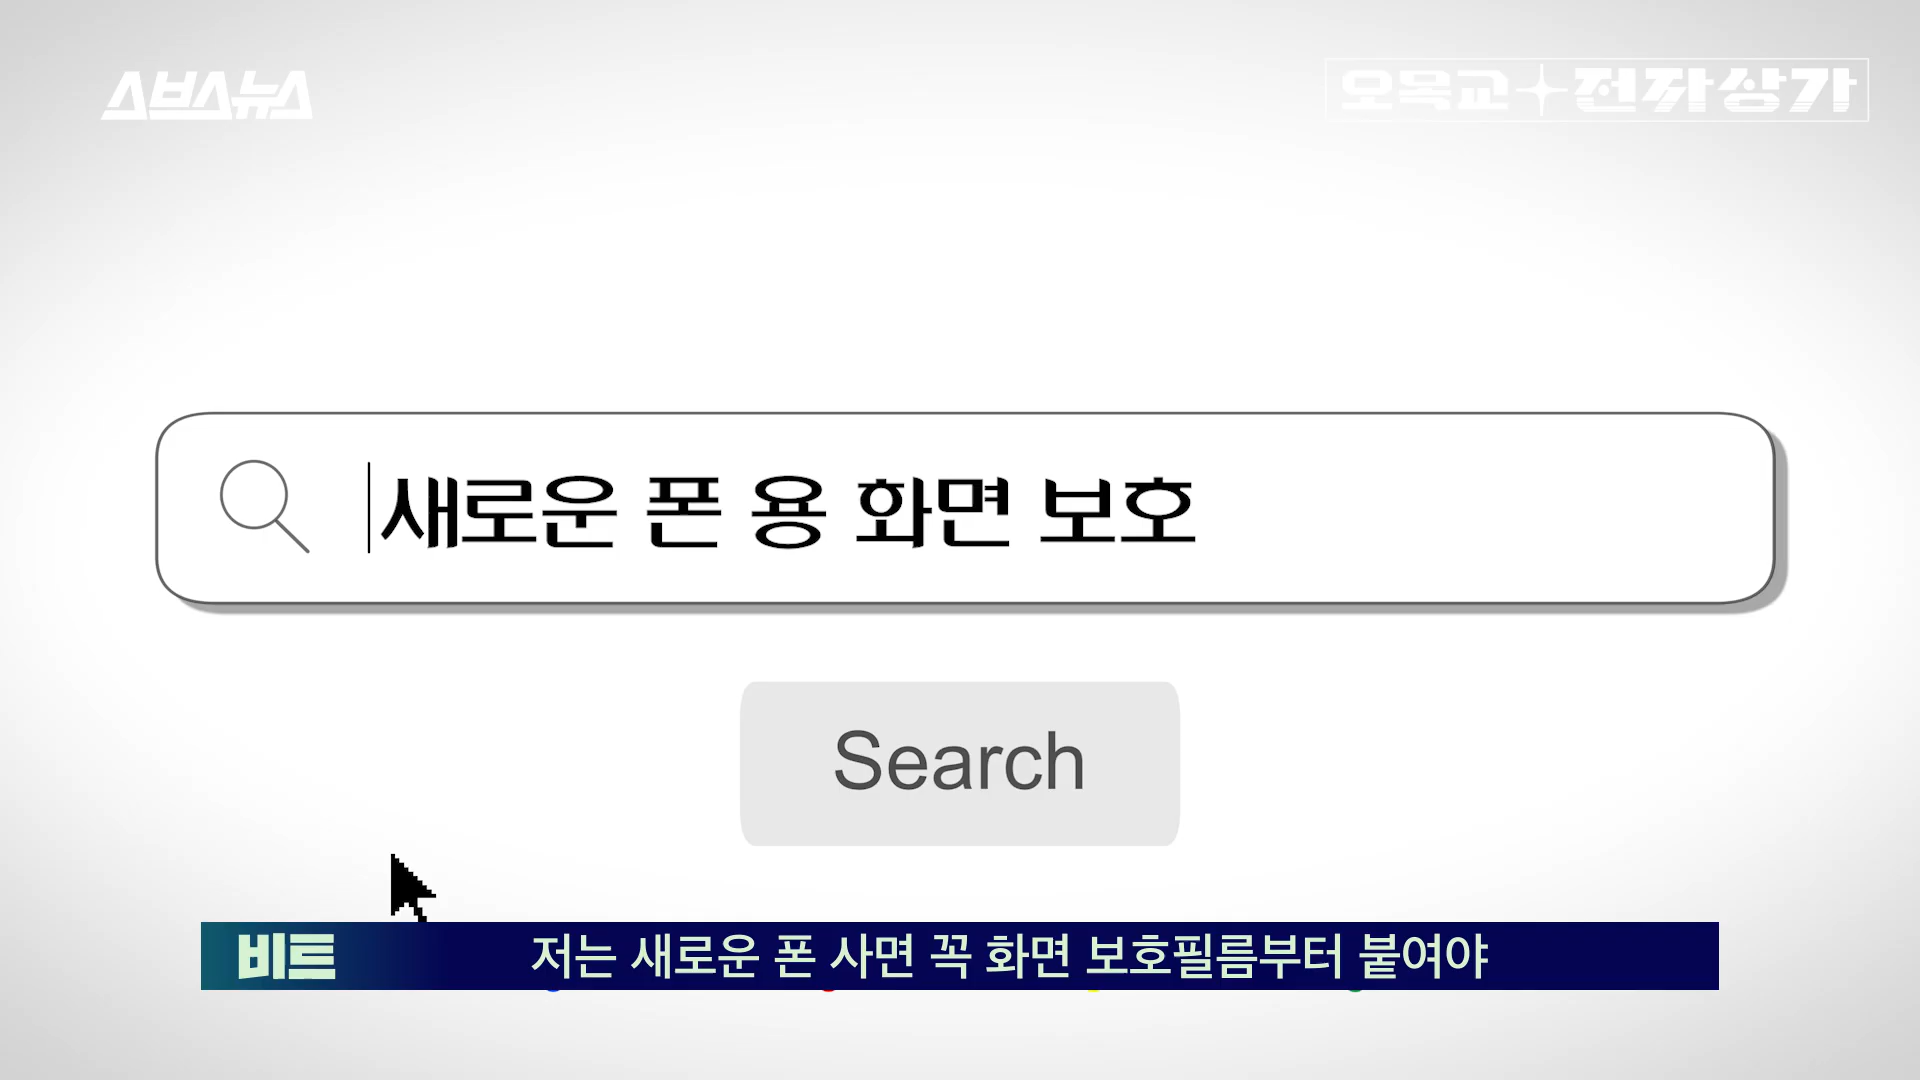 스브스뉴스
오목교 전자상가
새로운 폰 용 화면 보호
Search
비트
저는 새로운 폰 사면 꼭 화면 보호필름부터 붙여야